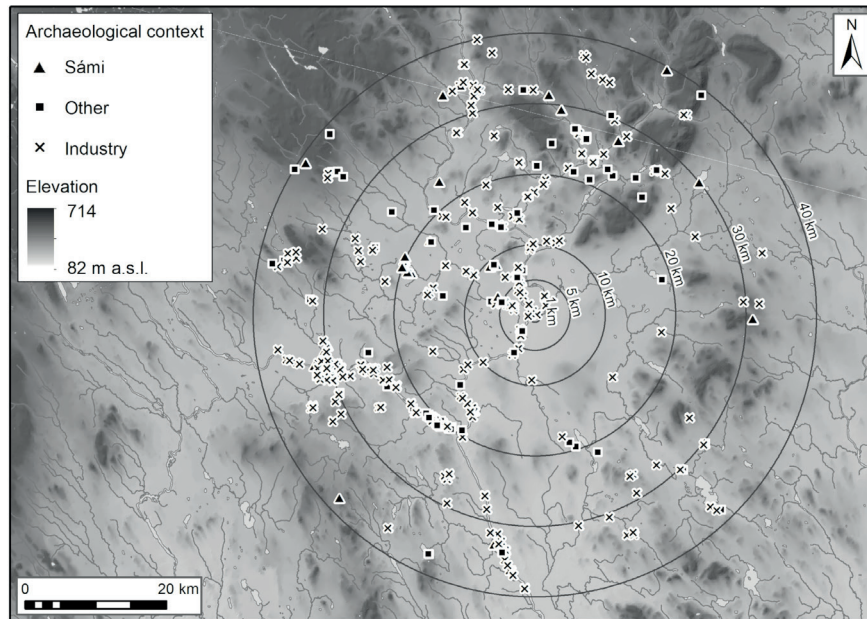 Archaeological context
Sámi
Other
Industry
Elevation
714
82 m a.s.l.
N
1 km
5 km
10 km
20 km
30 km
40 km
0 20 km